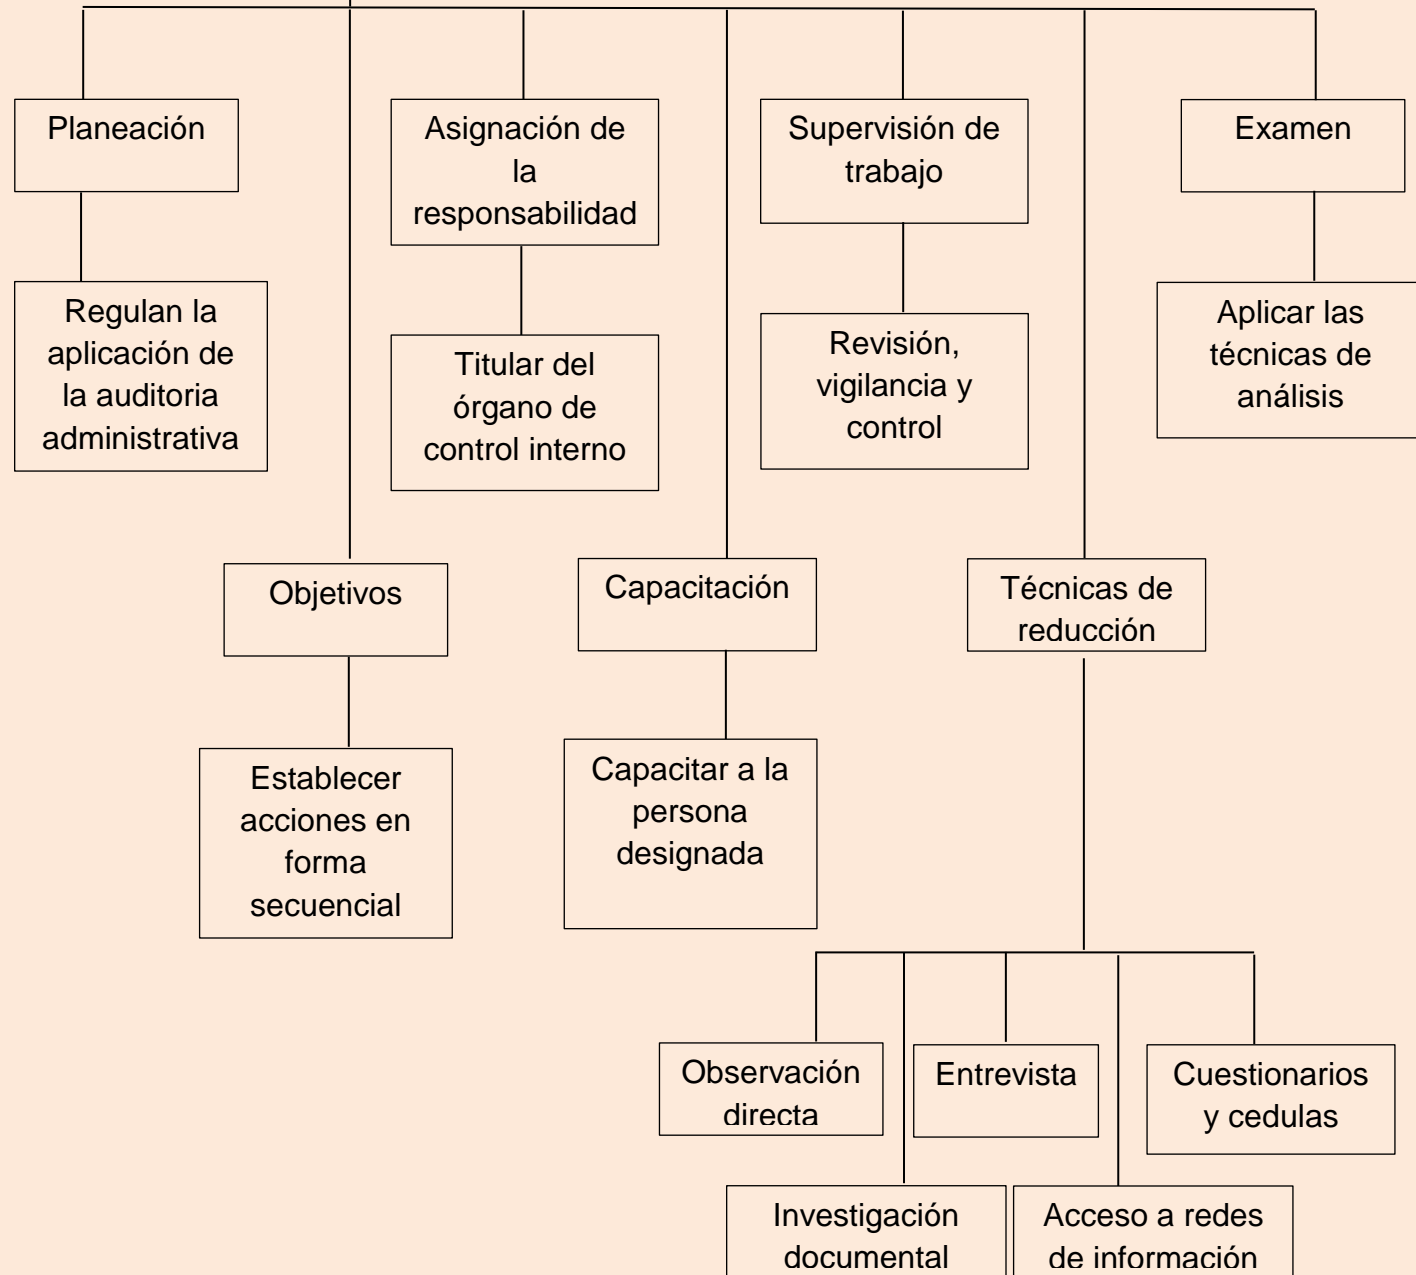 Planeación
Asignación de
la
responsabilidad
Supervisión de
trabajo
Examen
Regulan la
aplicación de
la auditoria
administrativa
Titular del
órgano de
control interno
Revisión,
vigilancia y
control
Aplicar las
técnicas de
análisis
Objetivos
Capacitación
Técnicas de
reducción
Establecer
acciones en
forma
secuencial
Capacitar a la
persona
designada
Observación
directa
Entrevista
Cuestionarios
y cedulas
Investigación
documental
Acceso a redes
de información